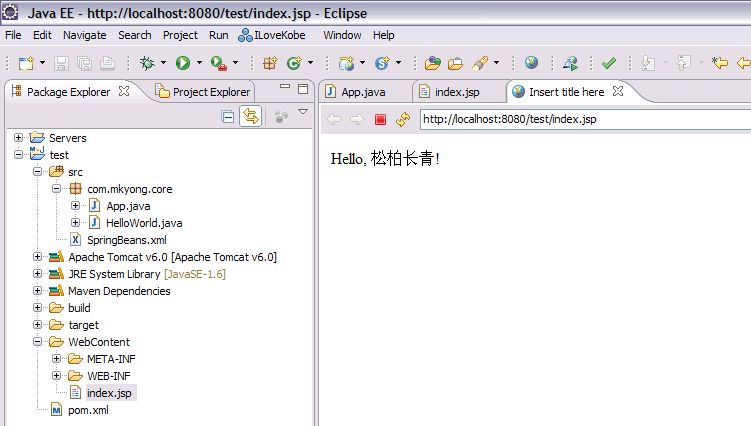 Java EE - http://localhost:8080/test/index.jsp - Eclipse
File Edit Navigate Search Project Run ILoveKobe Window Help
Package Explorer Project Explorer
App.java index.jsp Insert title here
http://localhost:8080/test/index.jsp
Hello, 松柏长青!
Servers
test
src
com.mkyong.core
App.java
HelloWorld.java
SpringBeans.xml
Apache Tomcat v6.0 [Apache Tomcat v6.0]
JRE System Library [JavaSE-1.6]
Maven Dependencies
build
target
WebContent
META-INF
WEB-INF
index.jsp
pom.xml